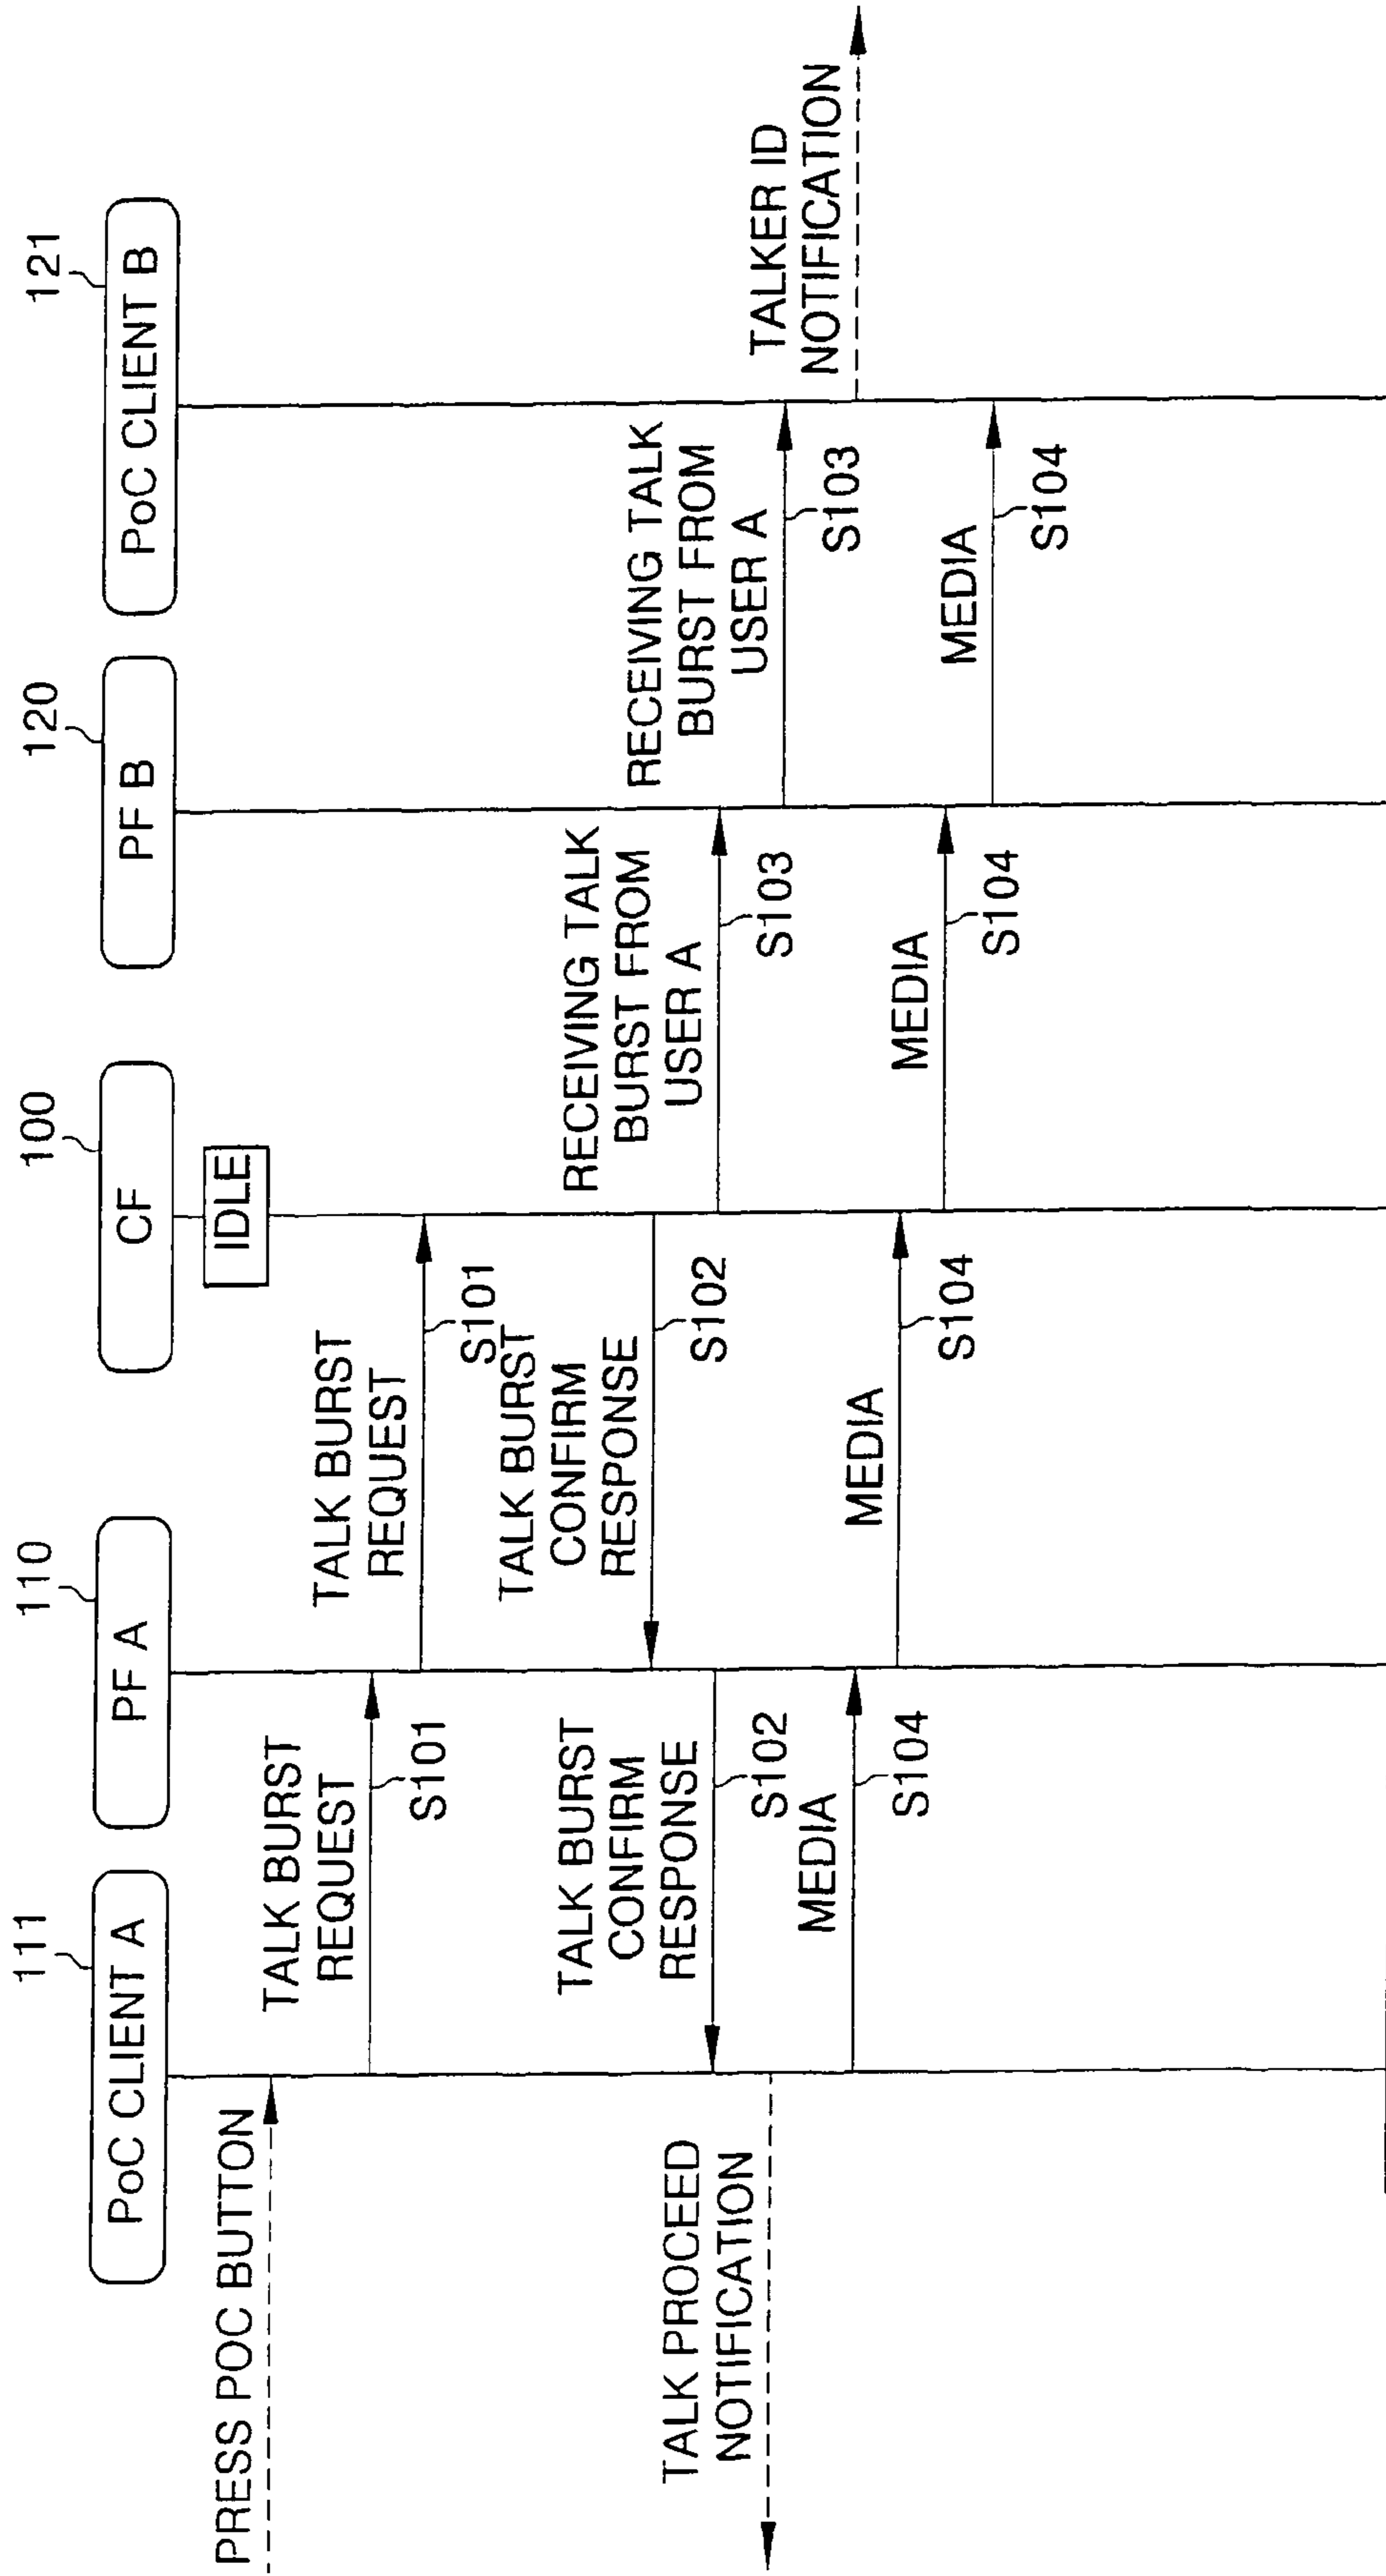 111
110
100
120
121
PoC CLIENT A
PF A
CF
PF B
PoC CLIENT B
IDLE
PRESS POC BUTTON
TALK BURST
REQUEST
S101
TALK BURST
REQUEST
S101
TALK BURST
CONFIRM
RESPONSE
S102
TALK BURST
CONFIRM
RESPONSE
S102
TALK PROCEED
NOTIFICATION
RECEIVING TALK
BURST FROM
USER A
S103
RECEIVING TALK
BURST FROM
USER A
S103
TALKER ID
NOTIFICATION
MEDIA
S104
MEDIA
S104
MEDIA
S104
MEDIA
S104